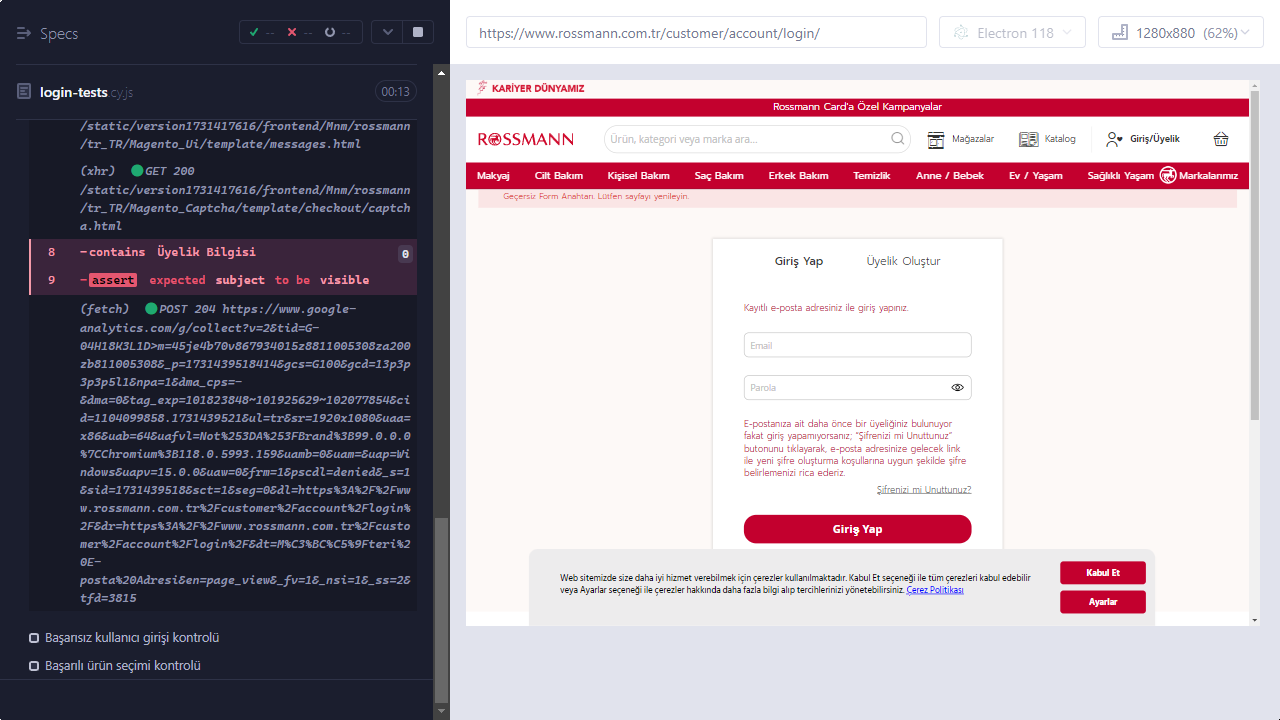 Specs
--
--
--
login-tests.cy.js
00:13
/static/version1731417616/frontend/Mnm/rossmann
/tr_TR/Magento_Ui/template/messages.html
(xhr) GET 200
/static/version1731417616/frontend/Mnm/rossmann
/tr_TR/Magento_Captcha/template/checkout/captch
a.html
8 -contains Üyelik Bilgisi 0
9 -assert expected subject to be visible
(fetch) POST 204 https://www.google-
analytics.com/g/collect?v=2&tid=G-
04H18K3L1D>m=45je4b70v867934015z8811005308za200
zb811005308&_p=1731439518414&gcs=G100&gcd=13p3p
3p3p5l1&npa=1&dma_cps=-
&dma=0&tag_exp=101823848~101925629~102077854&ci
d=1104099858.1731439521&ul=tr&sr=1920x1080&uaa=
x86&uab=64&uafvl=Not%253DA%253FBrand%3B99.0.0.0
%7CChromium%3B118.0.5993.159&uamb=0&uam=&uap=Wi
ndows&uapv=15.0.0&uaw=0&frm=1&pscdl=denied&_s=1
&sid=1731439518&sct=1&seg=0&dl=https%3A%2F%2Fww
w.rossmann.com.tr%2Fcustomer%2Faccount%2Flogin%
2F&dr=https%3A%2F%2Fwww.rossmann.com.tr%2Fcusto
mer%2Faccount%2Flogin%2F&dt=M%C3%BC%C5%9Fteri%2
0E-
posta%20Adresi&en=page_view&_fv=1&_nsi=1&_ss=2&
tfd=3815
Başarısız kullanıcı girişi kontrolü
Başarılı ürün seçimi kontrolü
https://www.rossmann.com.tr/customer/account/login/
Electron 118
1280x880 (62%)
KARİYER DÜNYAMIZ
Rossmann Card'a Özel Kampanyalar
ROSSMANN
Ürün, kategori veya marka ara...
Mağazalar
Katalog
Giriş/Üyelik
Makyaj Cilt Bakım Kişisel Bakım Saç Bakım Erkek Bakım Temizlik Anne / Bebek Ev / Yaşam Sağlıklı Yaşam Markalarımız
Geçersiz Form Anahtarı. Lütfen sayfayı yenileyin.
Giriş Yap Üyelik Oluştur
Kayıtlı e-posta adresiniz ile giriş yapınız.
Email
Parola
E-postanıza ait daha önce bir üyeliğiniz bulunuyor
fakat giriş yapamıyorsanız; “Şifrenizi mi Unuttunuz”
butonunu tıklayarak, e-posta adresinize gelecek link
ile yeni şifre oluşturma koşullarına uygun şekilde şifre
belirlemenizi rica ederiz.
Şifrenizi mi Unuttunuz?
Giriş Yap
Web sitemizde size daha iyi hizmet verebilmek için çerezler kullanılmaktadır. Kabul Et seçeneği ile tüm çerezleri kabul edebilir
veya Ayarlar seçeneği ile çerezler hakkında daha fazla bilgi alıp tercihlerinizi yönetebilirsiniz. Çerez Politikası
Kabul Et
Ayarlar